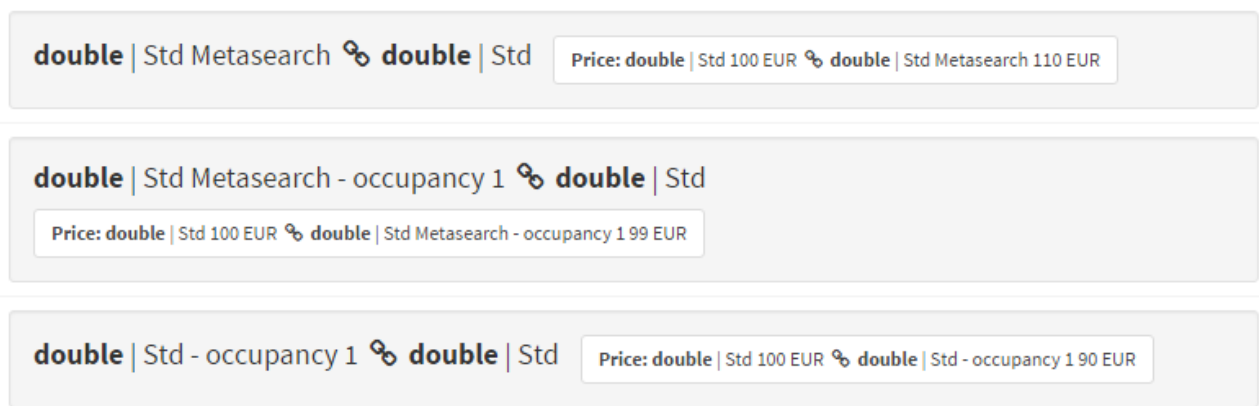 double | Std Metasearch double | Std Price: double | Std 100 EUR double | Std Metasearch 110 EUR
double | Std Metasearch - occupancy 1 double | Std
Price: double | Std 100 EUR double | Std Metasearch - occupancy 1 99 EUR
double | Std - occupancy 1 double | Std Price: double | Std 100 EUR double | Std - occupancy 1 90 EUR